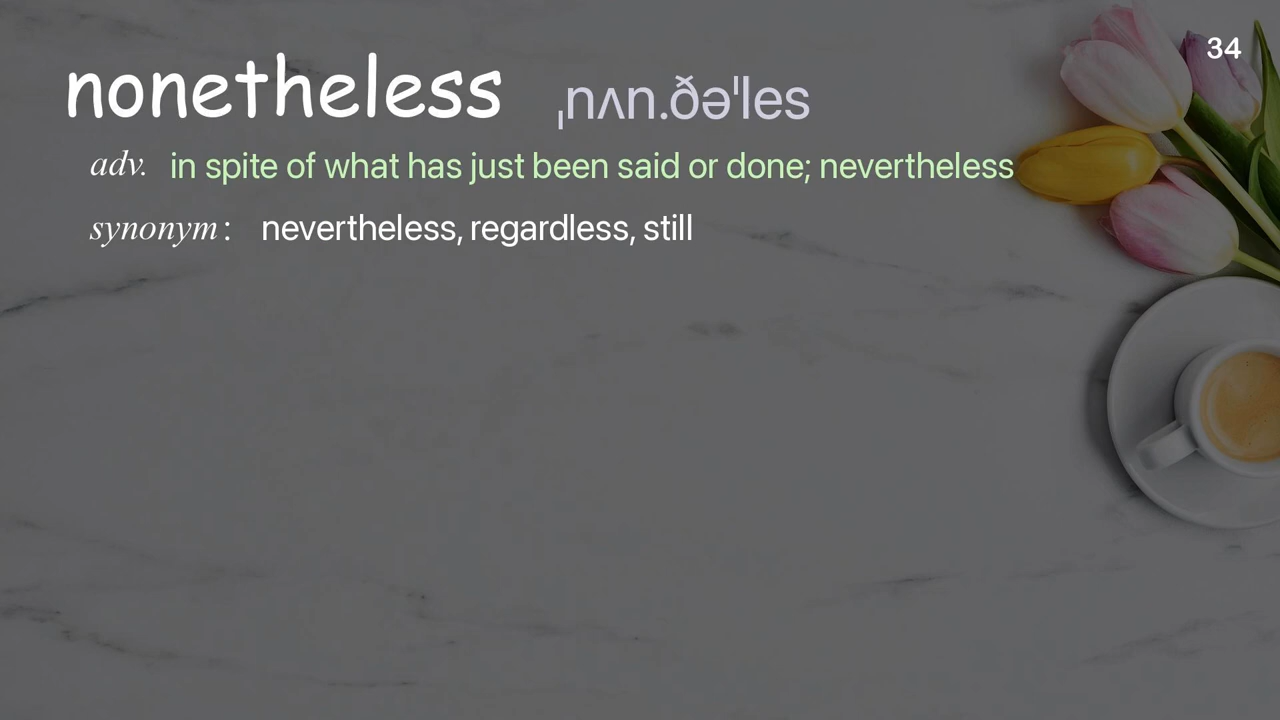 34
nonetheless ˌnʌn.ðəˈles
adv. in spite of what has just been said or done; nevertheless
synonym: nevertheless, regardless, still